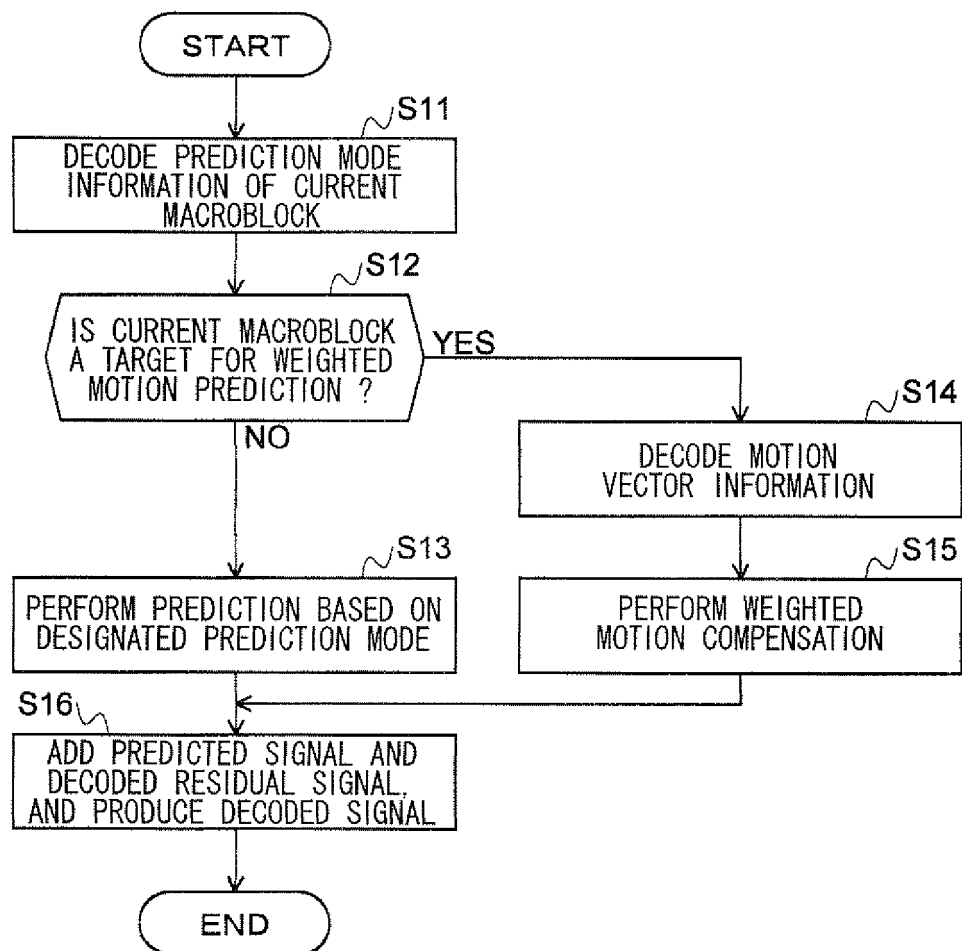 START
S11
DECODE PREDICTION MODE
INFORMATION OF CURRENT
MACROBLOCK
S12
IS CURRENT MACROBLOCK
A TARGET FOR WEIGHTED
MOTION PREDICTION ?
YES
NO
S14
DECODE MOTION
VECTOR INFORMATION
S13
PERFORM PREDICTION BASED ON
DESIGNATED PREDICTION MODE
S15
PERFORM WEIGHTED
MOTION COMPENSATION
S16
ADD PREDICTED SIGNAL AND
DECODED RESIDUAL SIGNAL,
AND PRODUCE DECODED SIGNAL
END